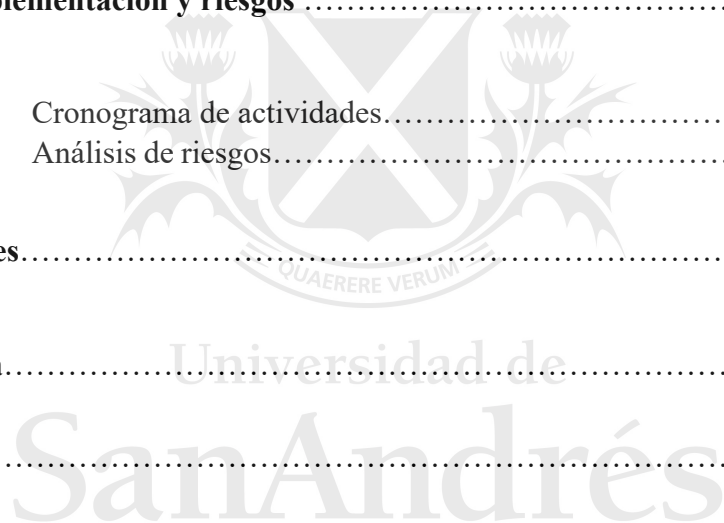 plementación y riesgos ……………………………………
Cronograma de actividades……………………………
Análisis de riesgos……………………………………
es……………………………………………………………
QUAERERE VERUM
a……………………………………………………………
Universidad de
……………………………………………………………
SanAndrés